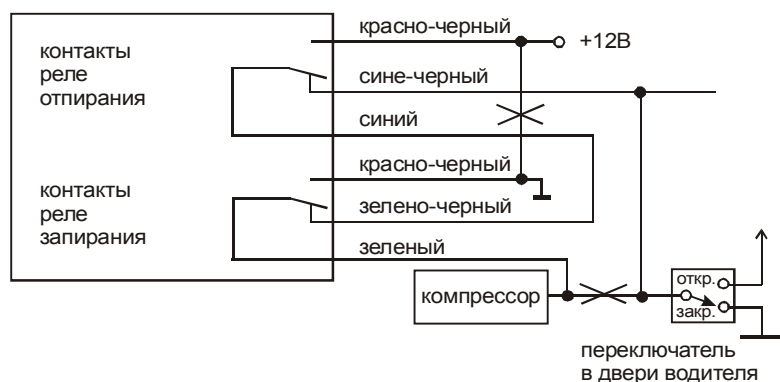 красно-черный
+12В
контакты
реле
отпирания
сине-черный
синий
красно-черный
контакты
реле
запирания
зелено-черный
зеленый
компрессор
откр.
закр.
переключатель
в двери водителя